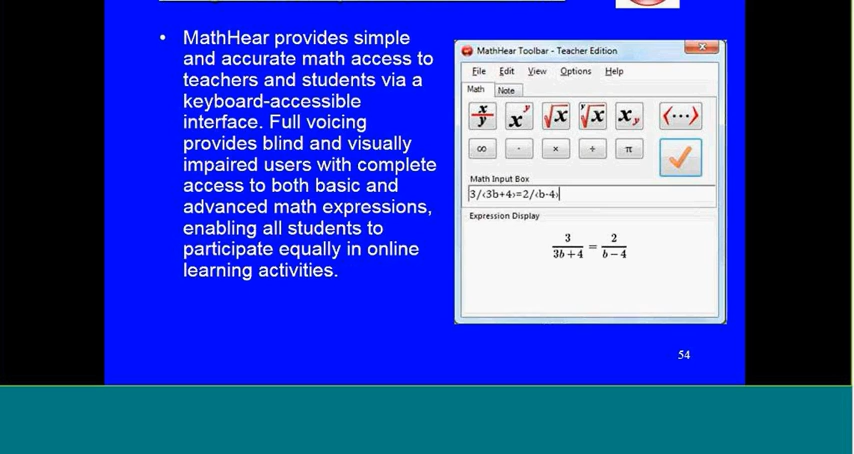 • MathHear provides simple
and accurate math access to
teachers and students via a
keyboard-accessible
interface. Full voicing
provides blind and visually
impaired users with complete
access to both basic and
advanced math expressions,
enabling all students to
participate equally in online
learning activities.
MathHear Toolbar - Teacher Edition
File Edit View Options Help
Math Note
x/y x^y √x y√x x_y ‹···›
∞ · × ÷ π
Math Input Box
3/‹3b+4›=2/‹b-4›
Expression Display
3/(3b + 4) = 2/(b − 4)
54